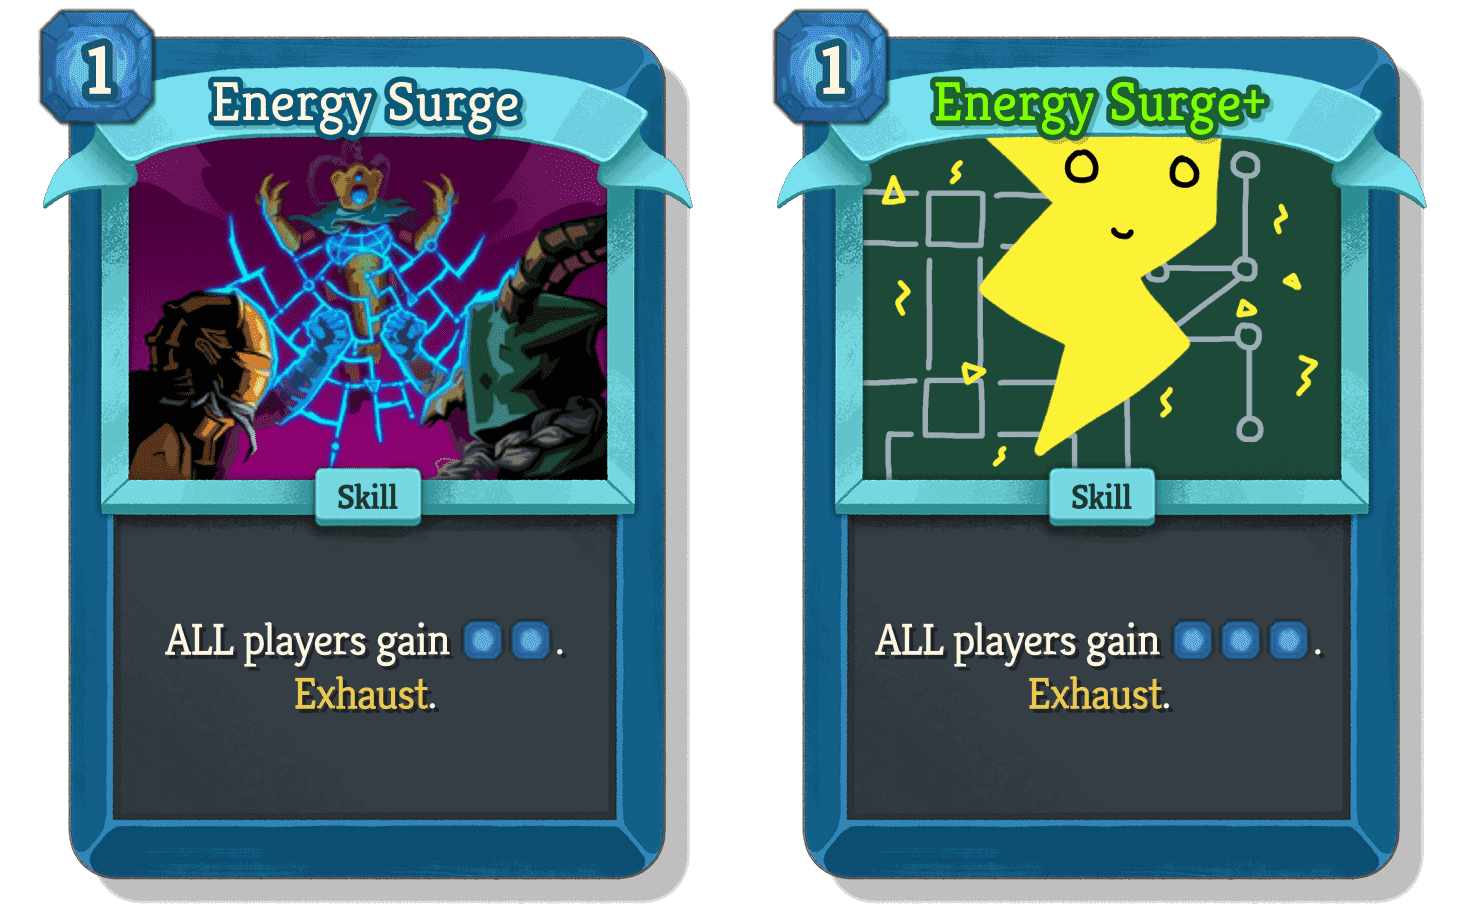 1
Energy Surge
Skill
ALL players gain .
Exhaust.
1
Energy Surge+
Skill
ALL players gain .
Exhaust.